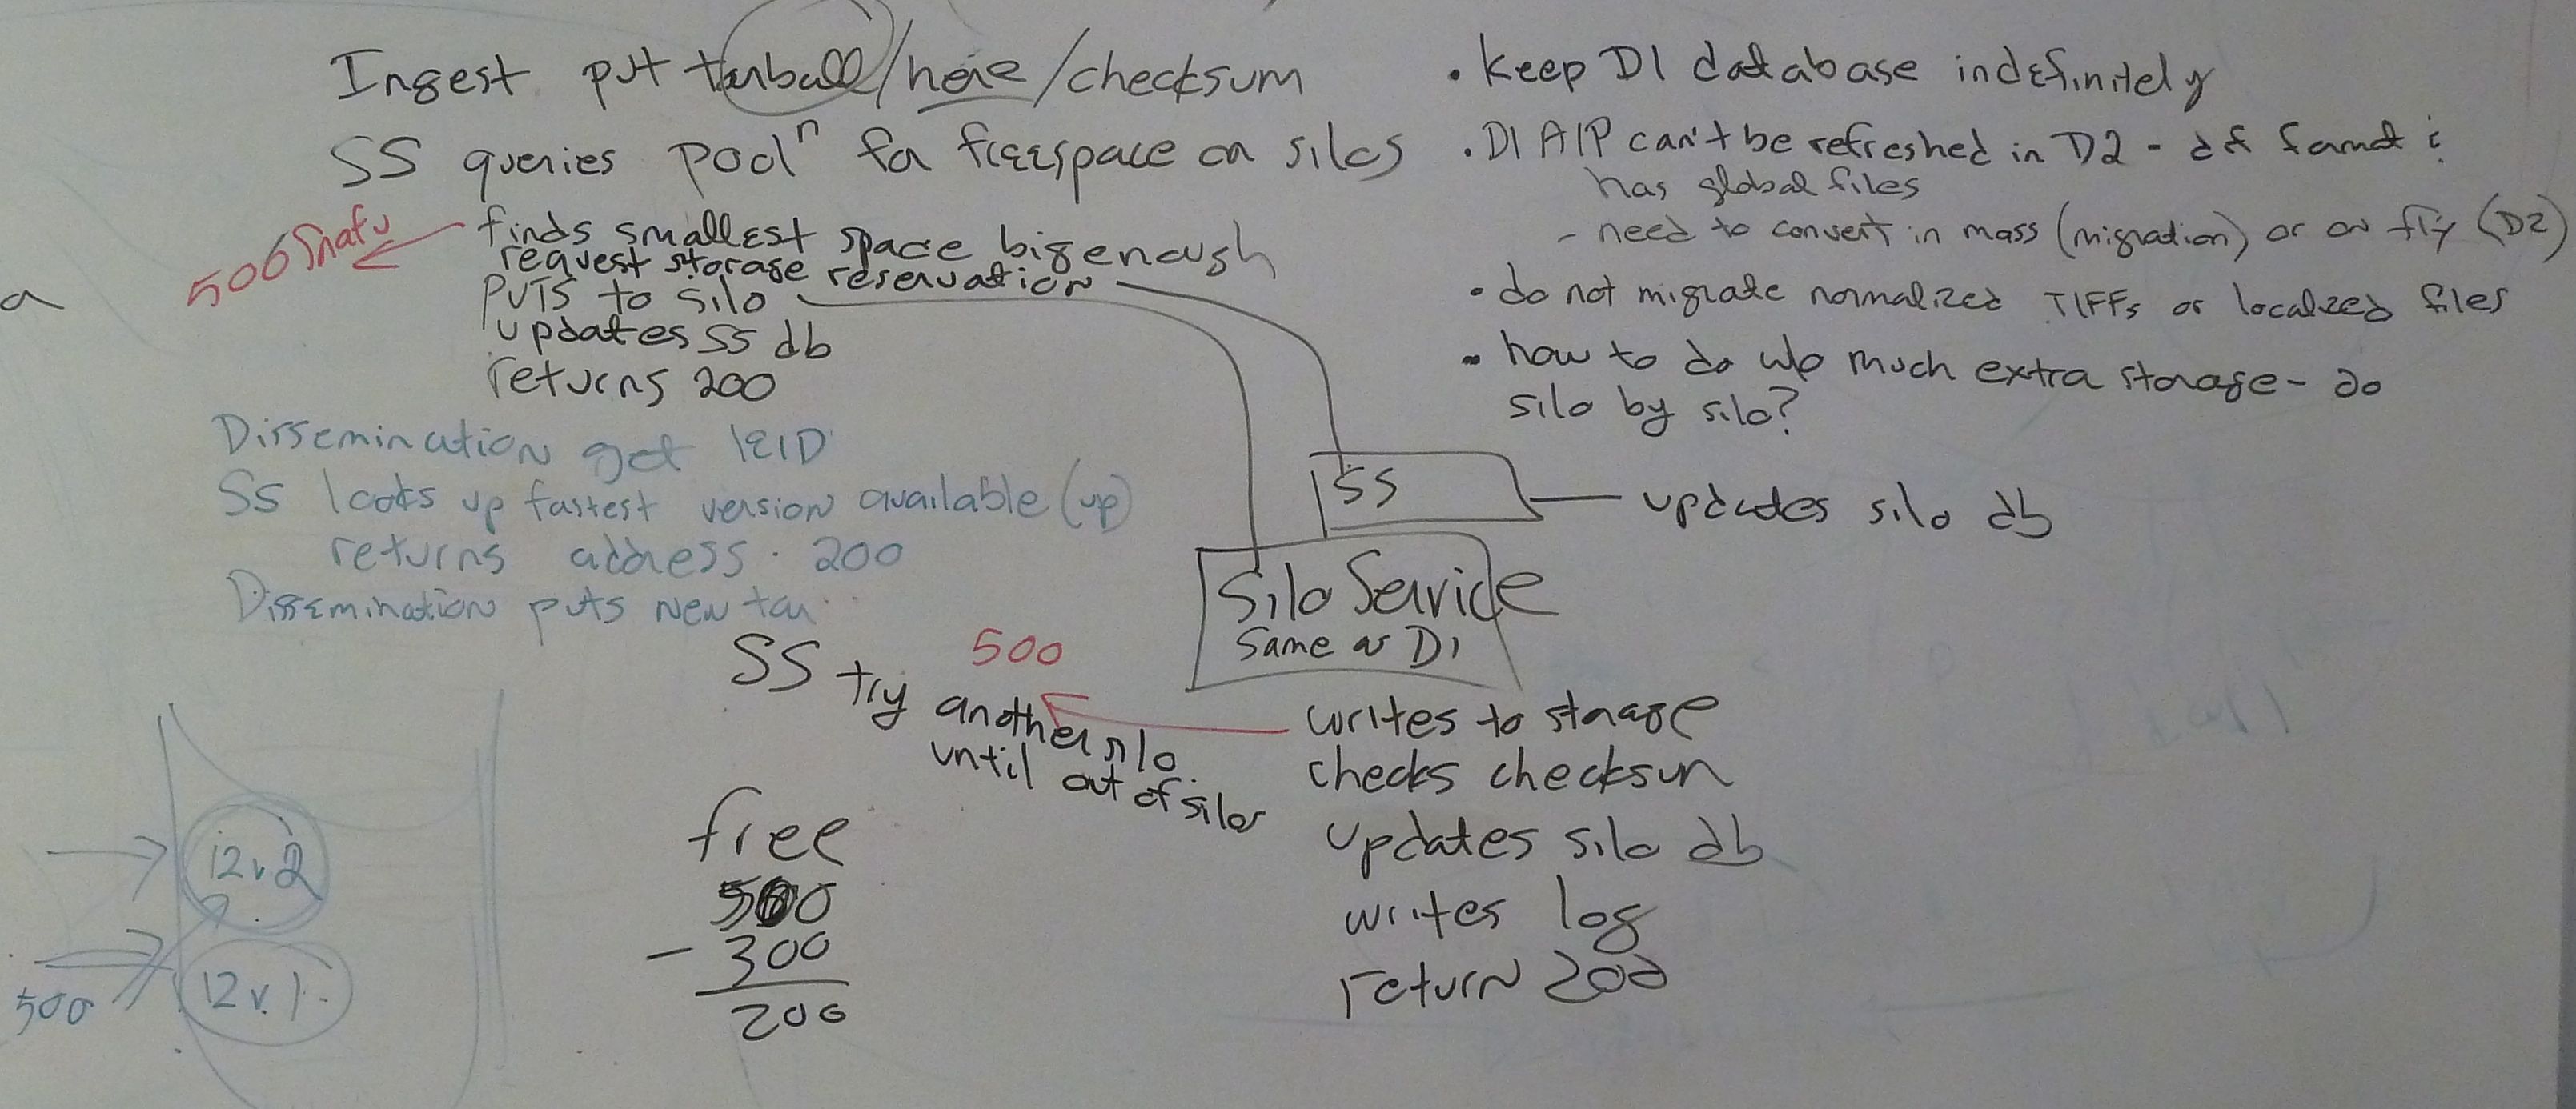 Ingest put tarball/here/checksum
SS queries pool^n for freespace on silos
500 snafu
finds smallest space big enough
request storage reservation
PUTS to silo
updates SS db
returns 200
a
Dissemination get IEID
SS looks up fastest version available (up)
returns address. 200
Dissemination puts new tar
• Keep D1 database indefinitely
• D1 AIP can't be refreshed in D2 - format
has global files
- need to convert in mass (migration) or on fly (D2)
• do not migrate normalized TIFFs or localized files
• how to do w/o much extra storage - do
silo by silo?
SS
updates silo db
Silo Service
Same as D1
SS try another silo
until out of silos
500
writes to storage
checks checksum
updates silo db
writes log
return 200
free
500
- 300
200
12 v.2
12 v.1
500